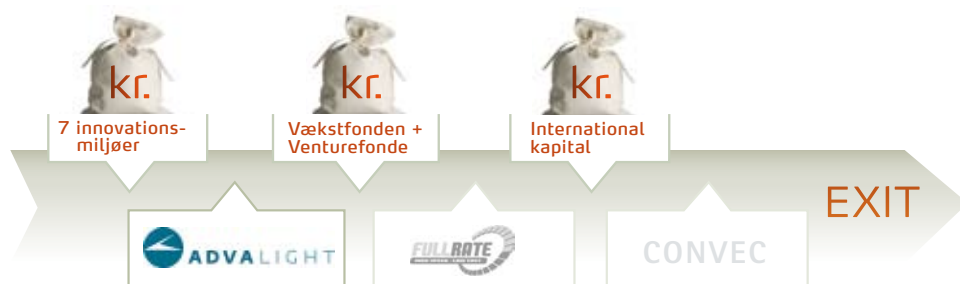 kr.
kr.
kr.
7 innovations-
miljøer
Vækstfonden +
Venturefonde
International
kapital
EXIT
ADVALIGHT
FULLRATE
CONVEC